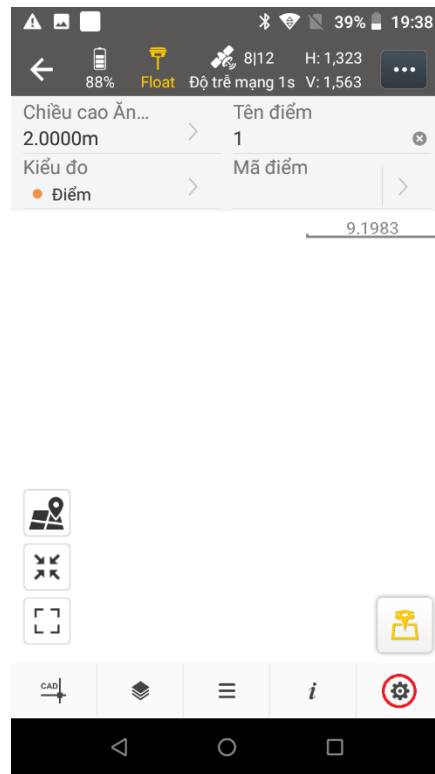 39% 19:38
88% Float 8|12 Độ trễ mạng 1s H: 1,323 V: 1,563
Chiều cao Ăn... Tên điểm
2.0000m 1
Kiểu đo Mã điểm
Điểm
9.1983
CAD i